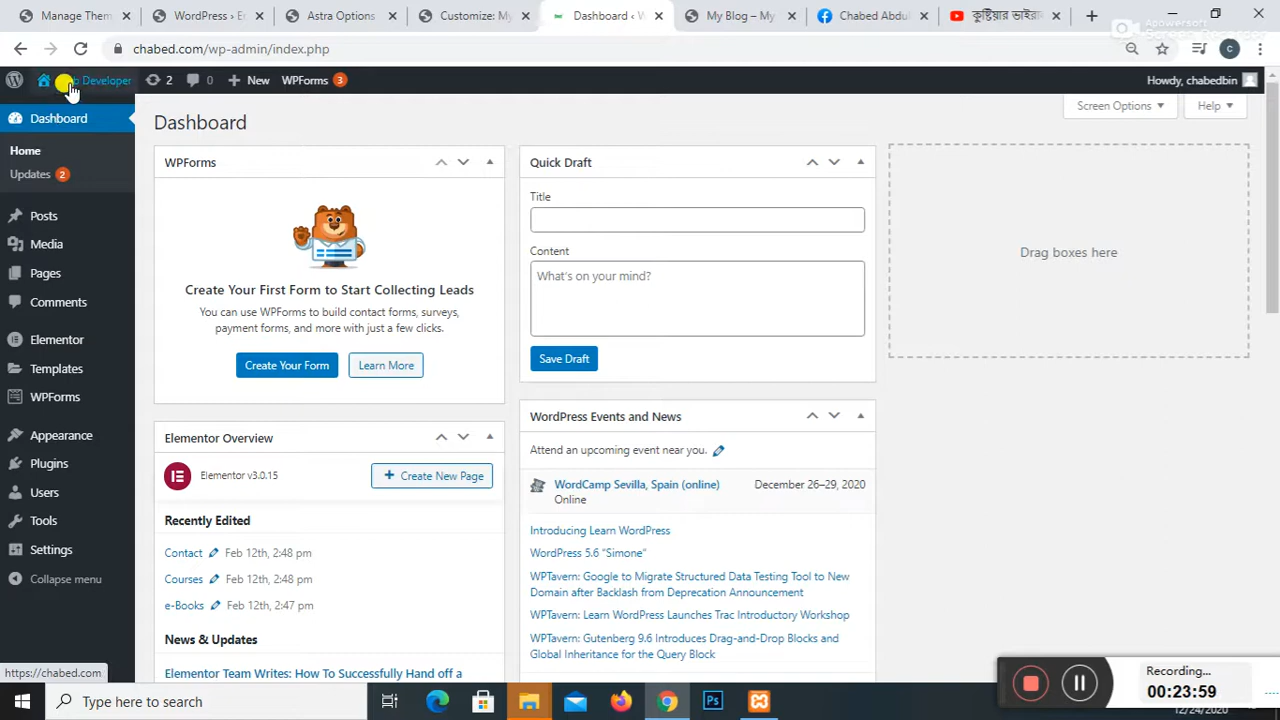 Manage Them
WordPress › E
Astra Options
Customize: My
Dashboard ‹ W
My Blog – My
Chabed Abdul
কুষ্টিয়ার ভাইরা
chabed.com/wp-admin/index.php
Apowersoft
Screen Recorder
Developer
2
0
New
WPForms 3
Howdy, chabedbin
Dashboard
Home
Updates 2
Posts
Media
Pages
Comments
Elementor
Templates
WPForms
Appearance
Plugins
Users
Tools
Settings
Collapse menu
https://chabed.com
Dashboard
Screen Options
Help
WPForms
Create Your First Form to Start Collecting Leads
You can use WPForms to build contact forms, surveys,
payment forms, and more with just a few clicks.
Create Your Form
Learn More
Elementor Overview
Elementor v3.0.15
Create New Page
Recently Edited
Contact Feb 12th, 2:48 pm
Courses Feb 12th, 2:48 pm
e-Books Feb 12th, 2:47 pm
News & Updates
Elementor Team Writes: How To Successfully Hand off a
Quick Draft
Title
Content
What's on your mind?
Save Draft
WordPress Events and News
Attend an upcoming event near you.
WordCamp Sevilla, Spain (online) December 26–29, 2020
Online
Introducing Learn WordPress
WordPress 5.6 “Simone”
WPTavern: Google to Migrate Structured Data Testing Tool to New
Domain after Backlash from Deprecation Announcement
WPTavern: Learn WordPress Launches Trac Introductory Workshop
WPTavern: Gutenberg 9.6 Introduces Drag-and-Drop Blocks and
Global Inheritance for the Query Block
Drag boxes here
Recording...
00:23:59
Type here to search
12/24/2020